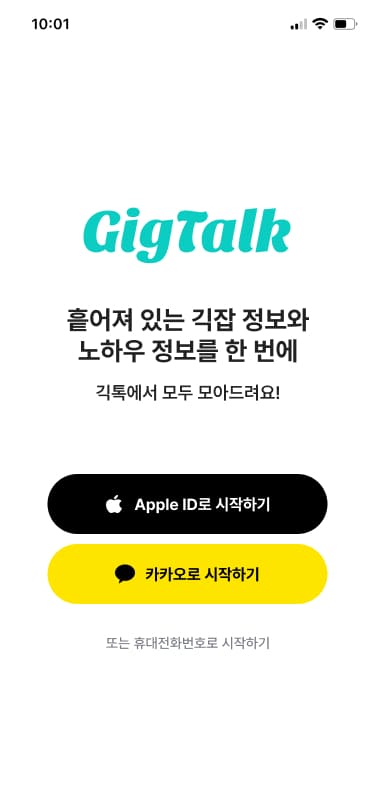 10:01
GigTalk
흩어져 있는 긱잡 정보와
노하우 정보를 한 번에
긱톡에서 모두 모아드려요!
Apple ID로 시작하기
카카오로 시작하기
또는 휴대전화번호로 시작하기